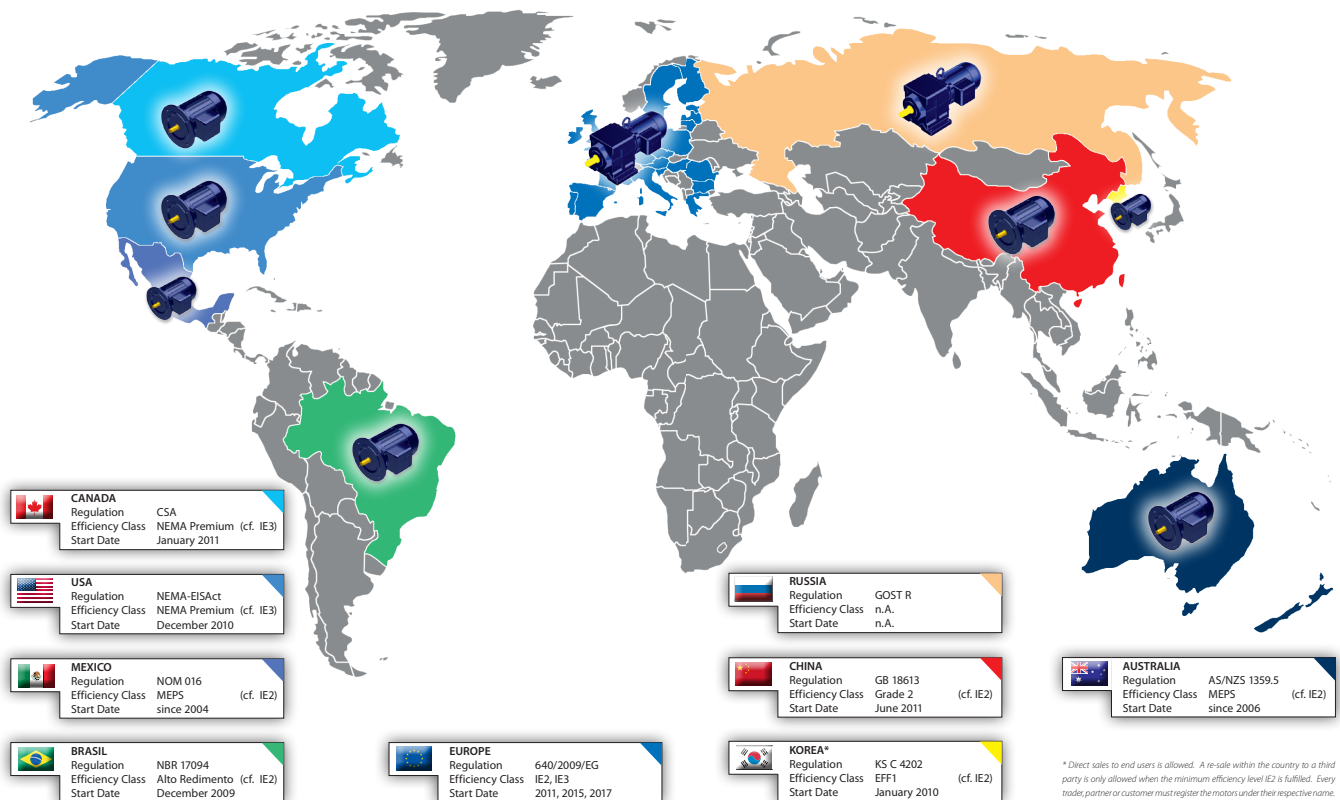 CANADA
Regulation CSA
Efficiency Class NEMA Premium (cf. IE3)
Start Date January 2011
USA
Regulation NEMA-EISAct
Efficiency Class NEMA Premium (cf. IE3)
Start Date December 2010
MEXICO
Regulation NOM 016
Efficiency Class MEPS (cf. IE2)
Start Date since 2004
BRASIL
Regulation NBR 17094
Efficiency Class Alto Redimento (cf. IE2)
Start Date December 2009
EUROPE
Regulation 640/2009/EG
Efficiency Class IE2, IE3
Start Date 2011, 2015, 2017
RUSSIA
Regulation GOST R
Efficiency Class n.A.
Start Date n.A.
CHINA
Regulation GB 18613
Efficiency Class Grade 2 (cf. IE2)
Start Date June 2011
KOREA*
Regulation KS C 4202
Efficiency Class EFF1 (cf. IE2)
Start Date January 2010
AUSTRALIA
Regulation AS/NZS 1359.5
Efficiency Class MEPS (cf. IE2)
Start Date since 2006
* Direct sales to end users is allowed. A re-sale within the country to a third
party is only allowed when the minimum efficiency level IE2 is fulfilled. Every
trader, partner or customer must register the motors under their respective name.